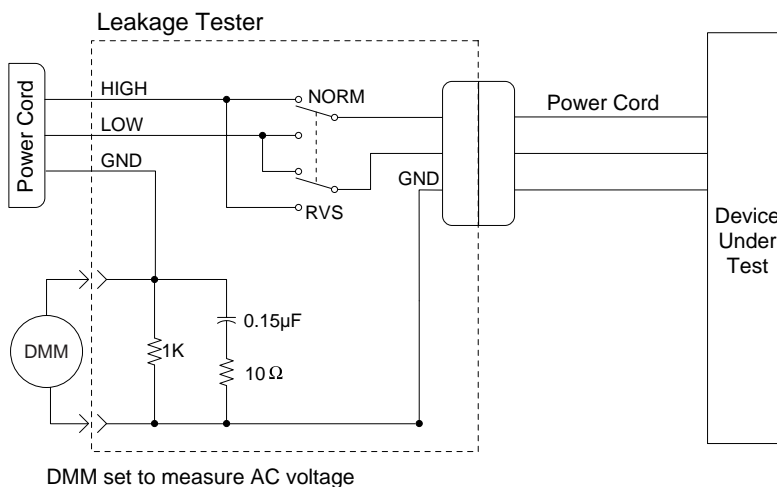 Leakage Tester
Power Cord
HIGH
LOW
GND
NORM
RVS
GND
Power Cord
Device
Under
Test
DMM
1K
0.15µF
10 Ω
DMM set to measure AC voltage